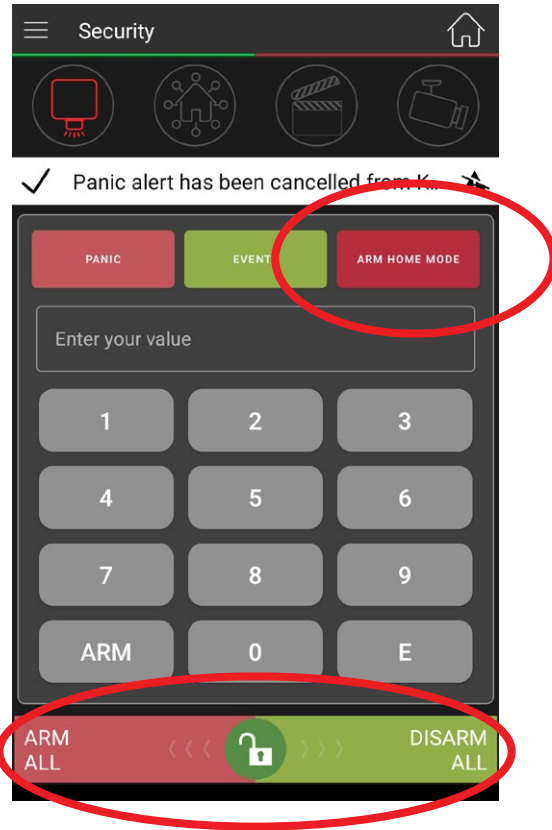 Security
Panic alert has been cancelled from K...
PANIC EVENT ARM HOME MODE
Enter your value
1 2 3
4 5 6
7 8 9
ARM 0 E
ARM DISARM
ALL ALL